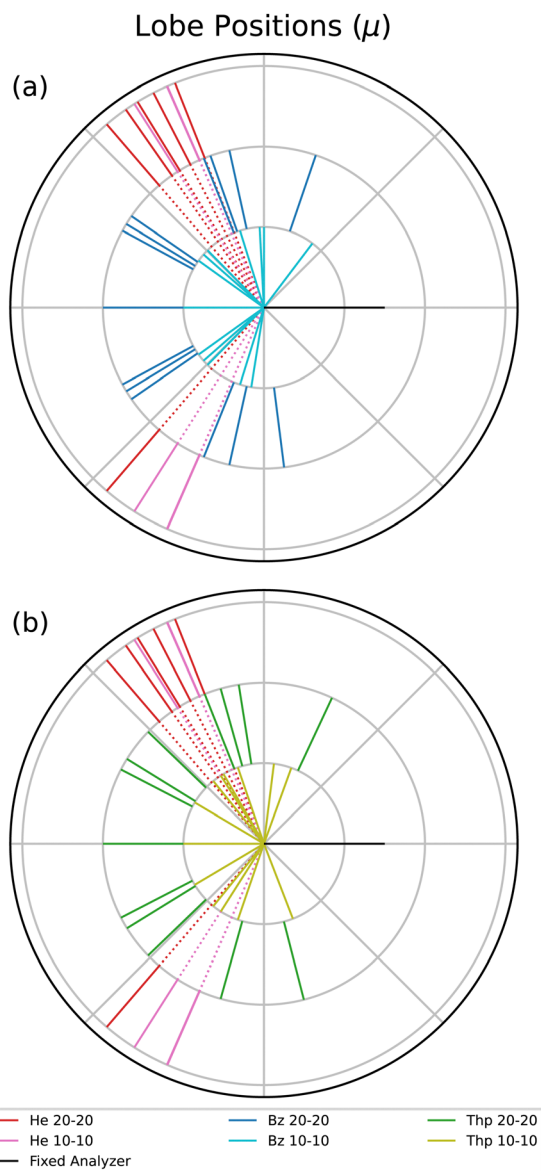 Lobe Positions (μ)
(a)
(b)
He 20-20 Bz 20-20 Thp 20-20
He 10-10 Bz 10-10 Thp 10-10
Fixed Analyzer